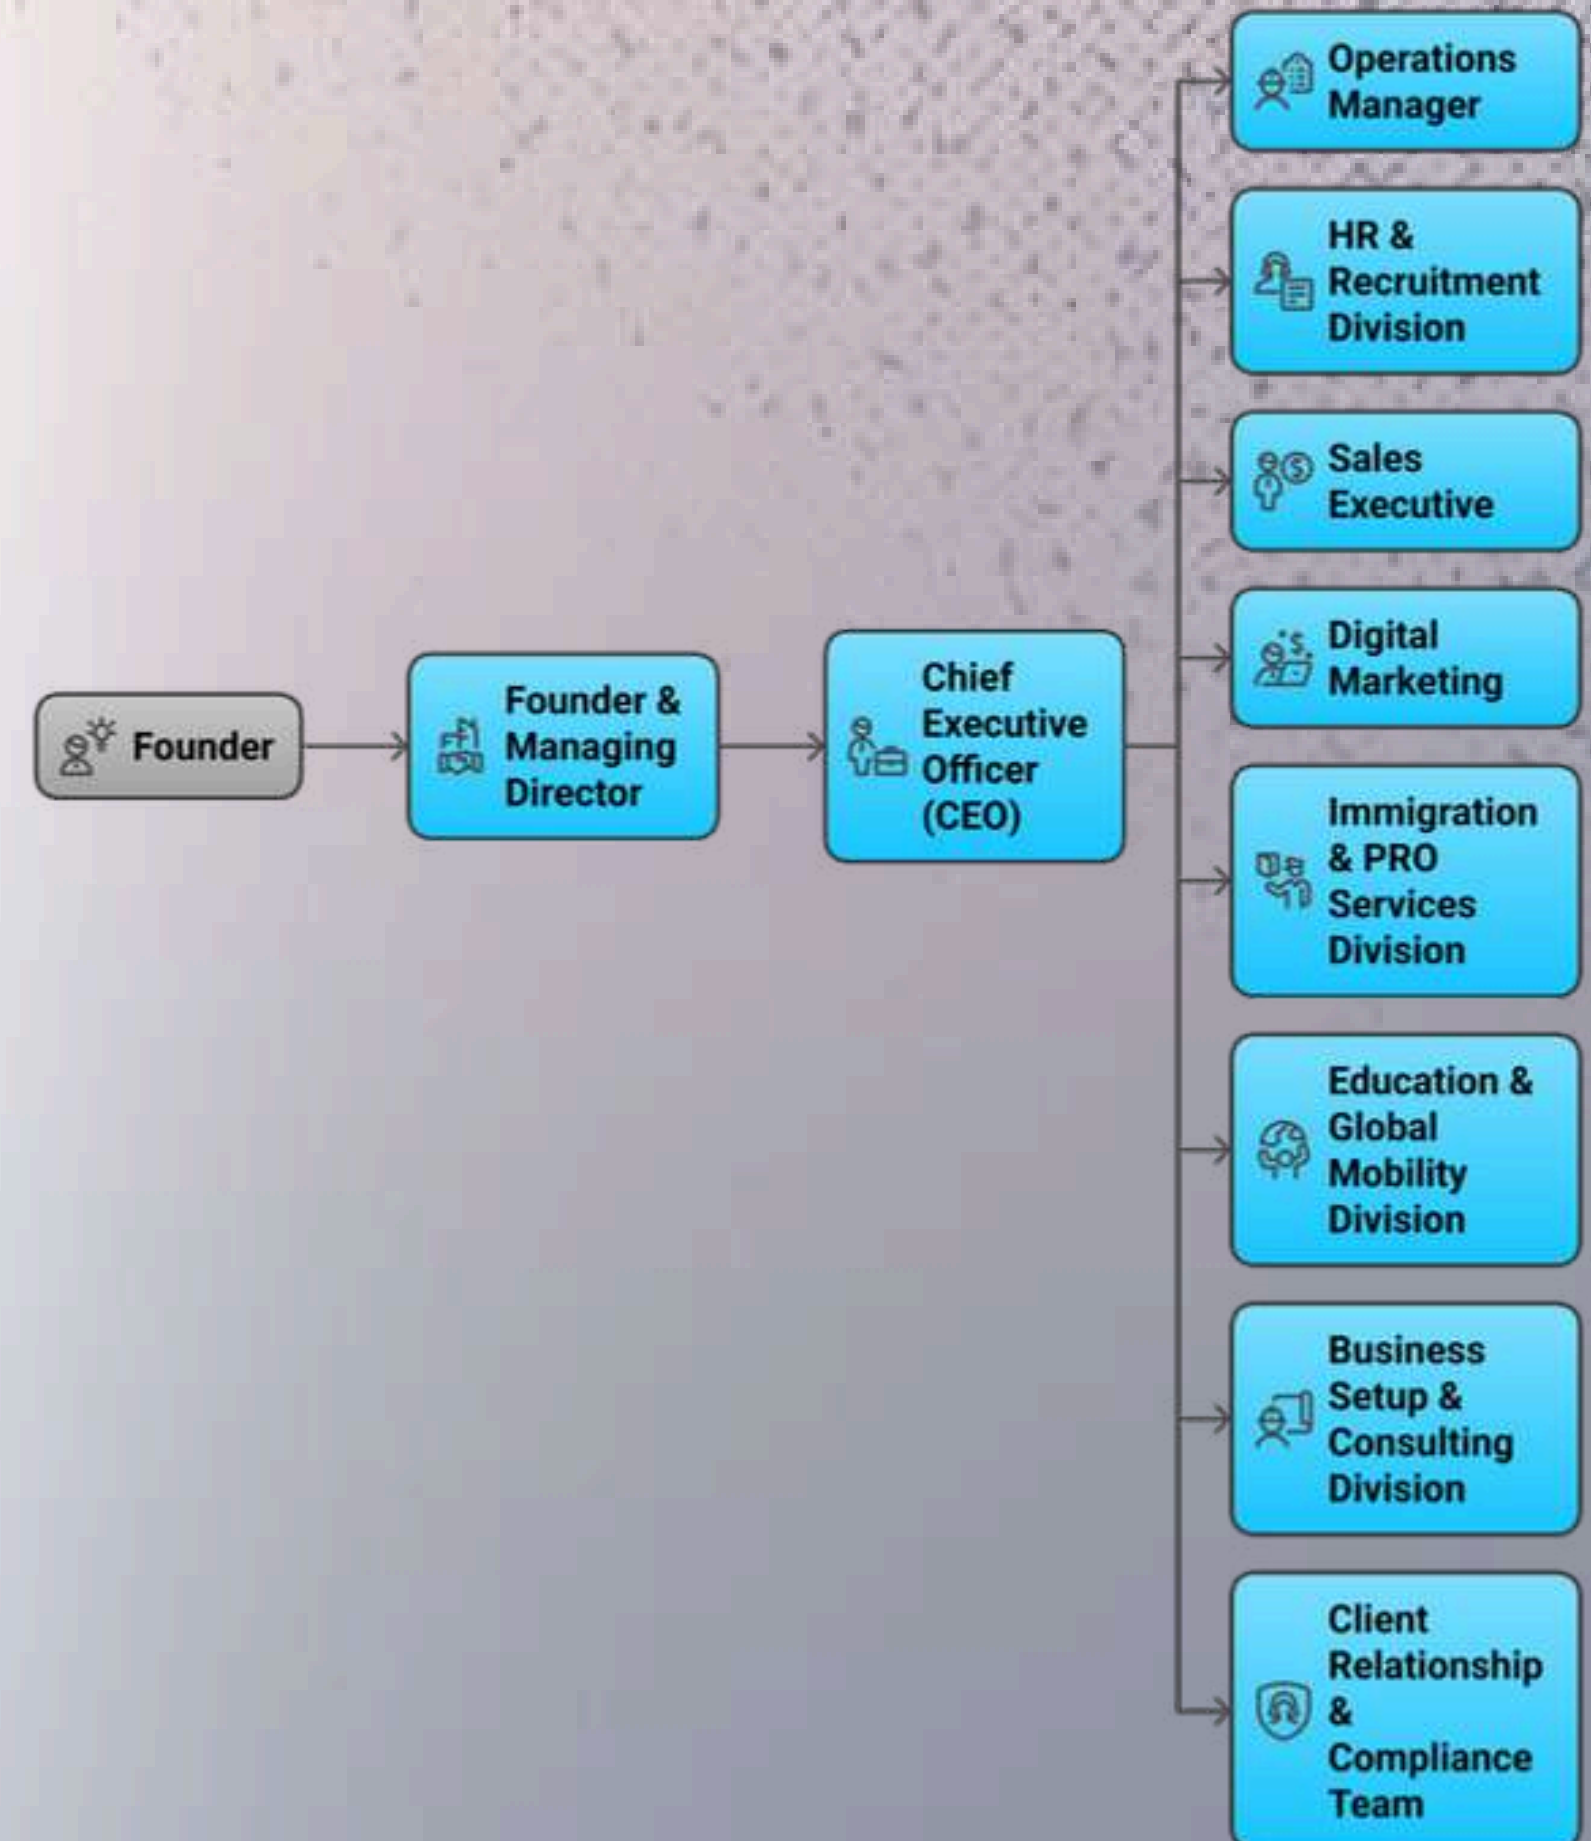 Founder
Founder &
Managing
Director
Chief
Executive
Officer
(CEO)
Operations
Manager
HR &
Recruitment
Division
Sales
Executive
Digital
Marketing
Immigration
& PRO
Services
Division
Education &
Global
Mobility
Division
Business
Setup &
Consulting
Division
Client
Relationship
&
Compliance
Team